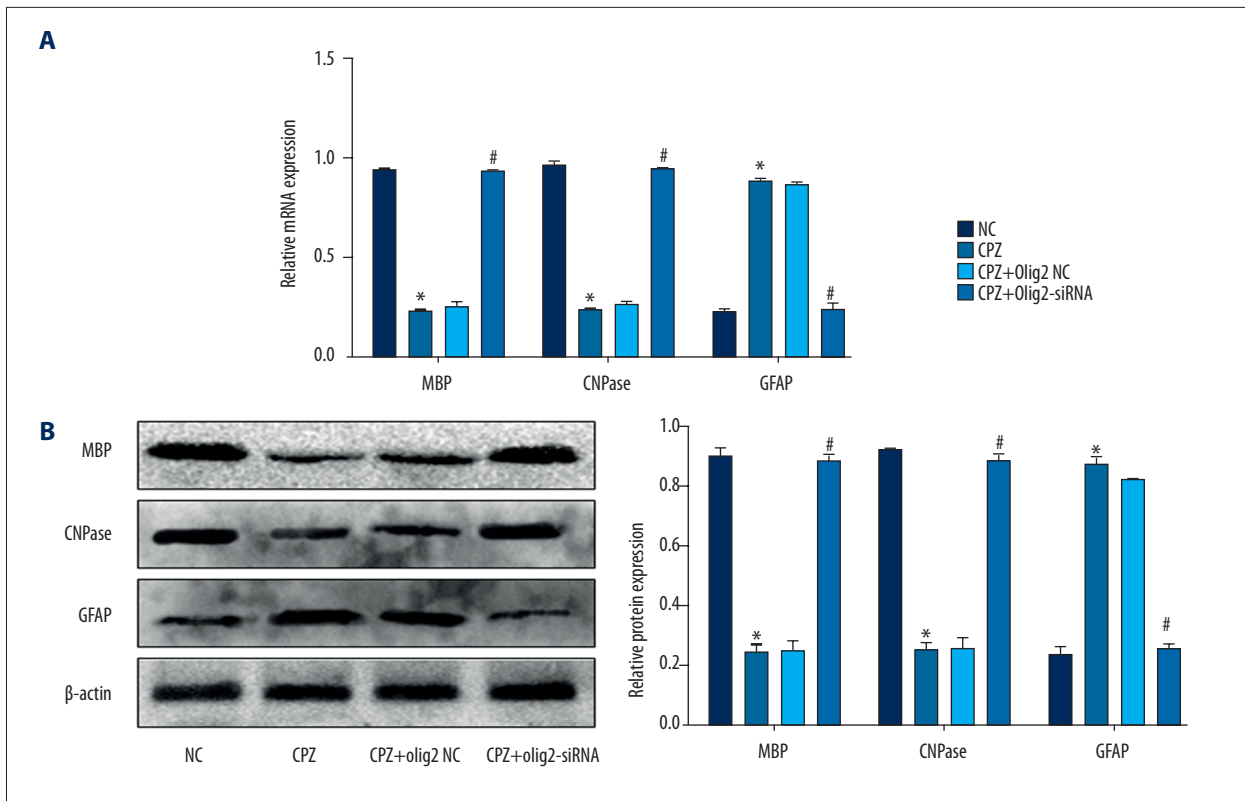 A
Relative mRNA expression
1.5
1.0
0.5
0.0
*
#
*
#
*
#
MBP
CNPase
GFAP
NC
CPZ
CPZ+Olig2 NC
CPZ+Olig2-siRNA
B
MBP
CNPase
GFAP
β-actin
NC
CPZ
CPZ+olig2 NC
CPZ+olig2-siRNA
Relative protein expression
1.0
0.8
0.6
0.4
0.2
0.0
*
#
*
#
*
#
MBP
CNPase
GFAP